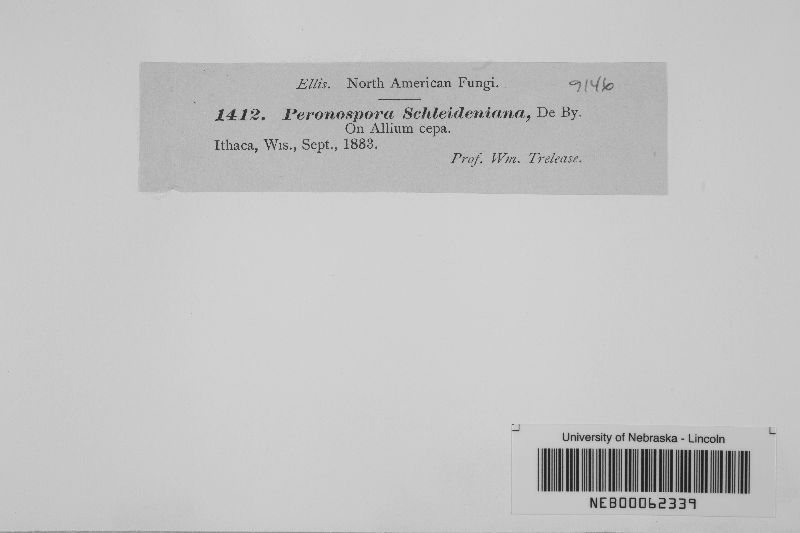 Ellis. North American Fungi. 9146
1412. Peronospora Schleideniana, De By.
On Allium cepa.
Ithaca, Wis., Sept., 1883.
Prof. Wm. Trelease.
University of Nebraska - Lincoln
NEB00062339